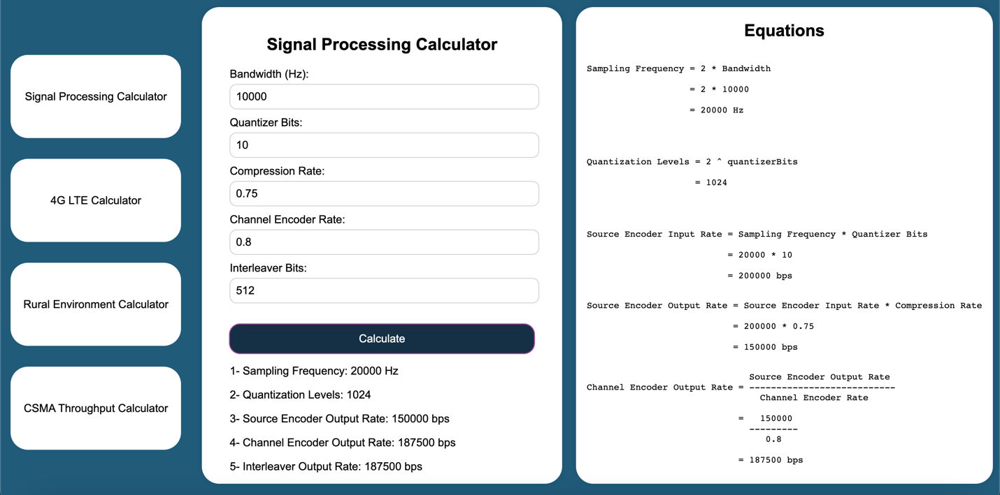 Signal Processing Calculator
4G LTE Calculator
Rural Environment Calculator
CSMA Throughput Calculator
Signal Processing Calculator
Bandwidth (Hz):
10000
Quantizer Bits:
10
Compression Rate:
0.75
Channel Encoder Rate:
0.8
Interleaver Bits:
512
Calculate
1- Sampling Frequency: 20000 Hz
2- Quantization Levels: 1024
3- Source Encoder Output Rate: 150000 bps
4- Channel Encoder Output Rate: 187500 bps
5- Interleaver Output Rate: 187500 bps
Equations
Sampling Frequency = 2 * Bandwidth
= 2 * 10000
= 20000 Hz
Quantization Levels = 2 ^ quantizerBits
= 1024
Source Encoder Input Rate = Sampling Frequency * Quantizer Bits
= 20000 * 10
= 200000 bps
Source Encoder Output Rate = Source Encoder Input Rate * Compression Rate
= 200000 * 0.75
= 150000 bps
Source Encoder Output Rate
Channel Encoder Output Rate = ---------------------------
Channel Encoder Rate
= 150000
---------
0.8
= 187500 bps